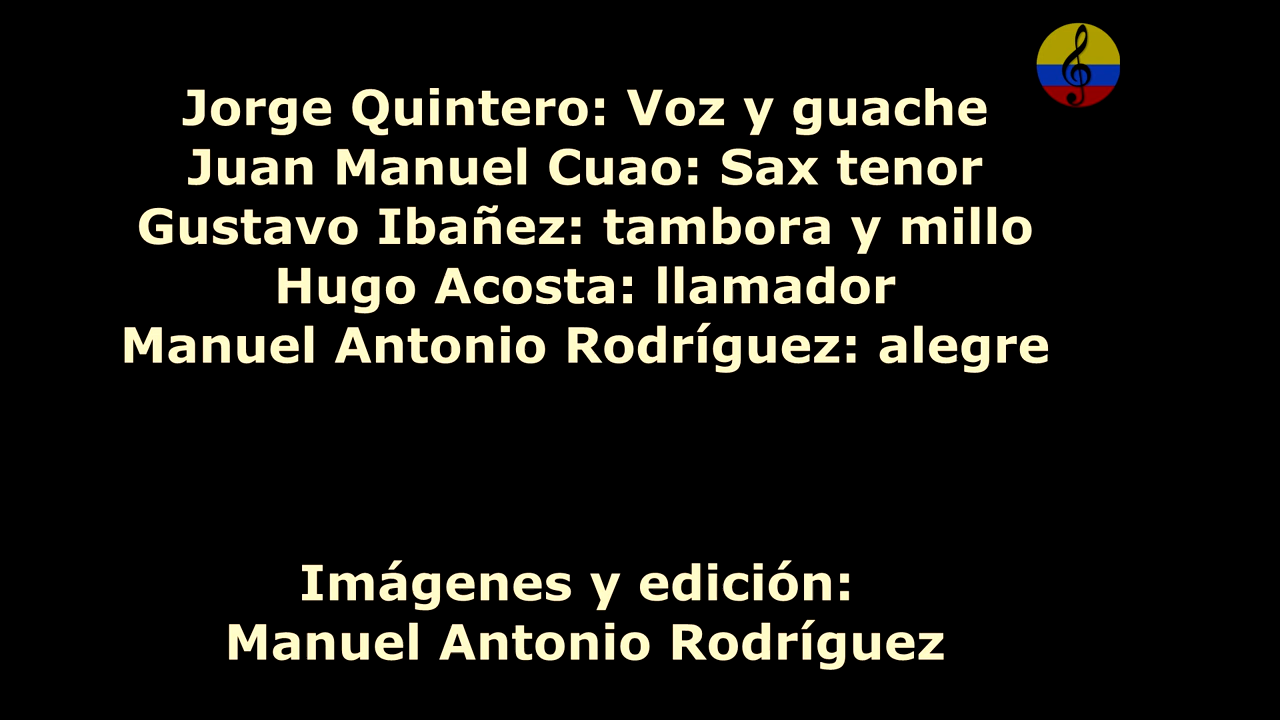 Jorge Quintero: Voz y guache
Juan Manuel Cuao: Sax tenor
Gustavo Ibañez: tambora y millo
Hugo Acosta: llamador
Manuel Antonio Rodríguez: alegre
Imágenes y edición:
Manuel Antonio Rodríguez